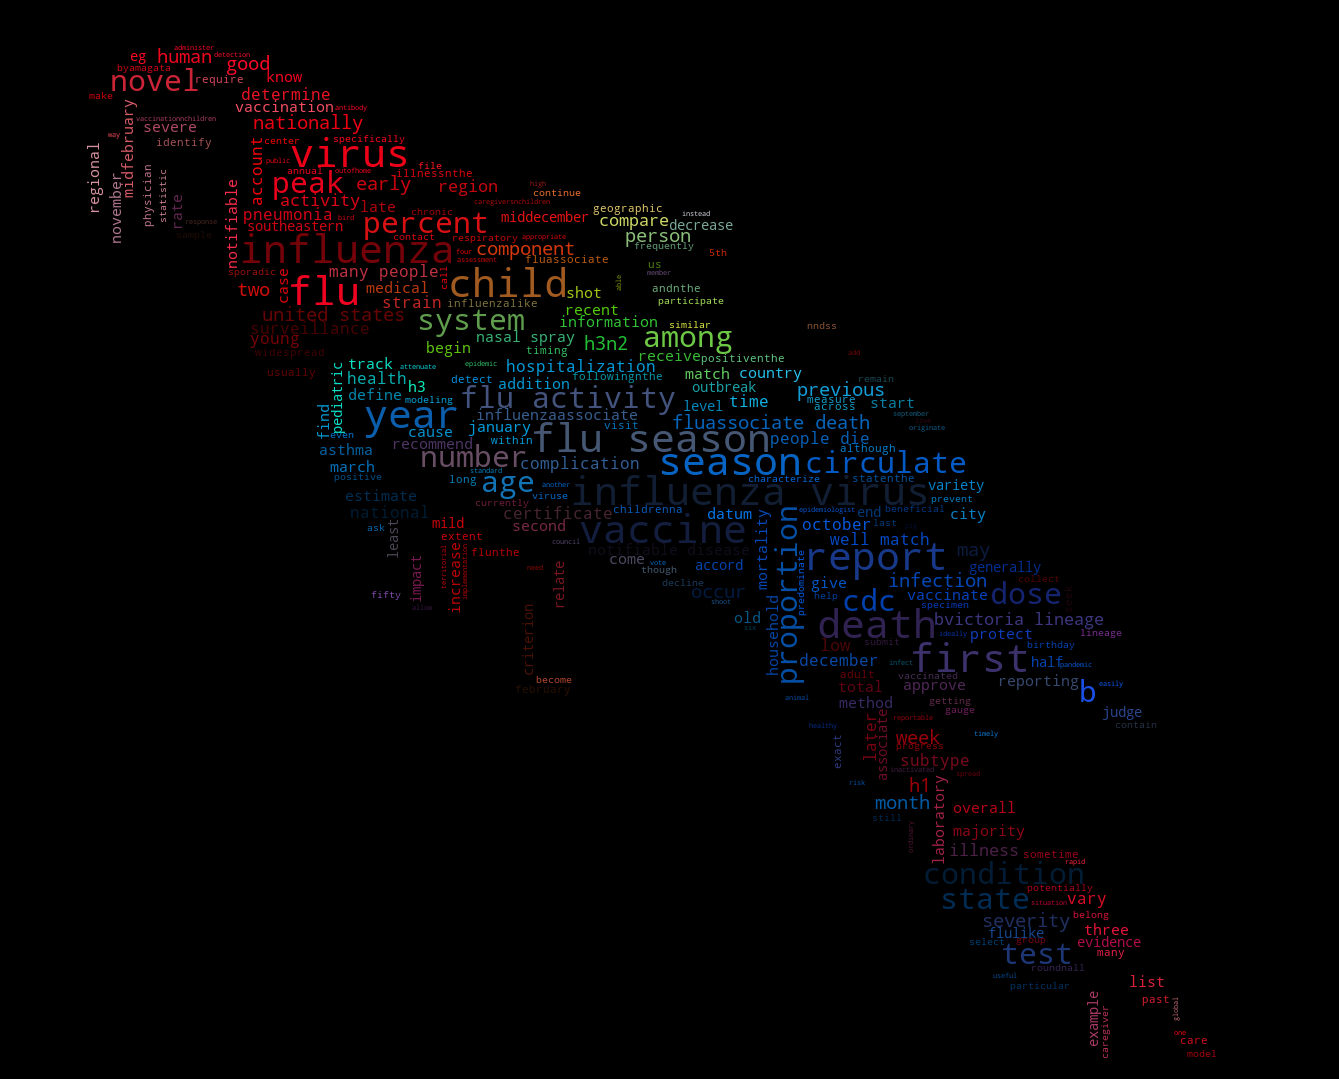 administer
eg human detection
good
byamagata
novel require know
make determine
vaccination antibody
midfebruary
vaccinationnchildren
nationally
severe
way
identify
center specifically
regional
account
virus
public
file
annual outofhome illnessnthe
physician
statistic
november
rate
notifiable
peak early region
high
continue
activity late
caregiversnchildren
pneumonia chronic middecember
geographic
instead
response bird
percent
compare decrease
southeastern
sample
contact respiratory appropriate
person
influenza component
frequently
5th
assessment
fluassociate
us
sporadic many people
call
member
case
able
child
andnthe
two flu medical
shot
strain influenzalike
participate
recent
united states system
information similar
nndss
surveillance
among
young nasal spray h3n2
begin timing
widespread
receive positivethe
add
track attenuate epidemic hospitalization
usually
match country
health detect followingnthe
remain
pediatric
h3 addition
outbreak previous
define modeling
flu activity
level time measure start
across
find
year influenzaassociate
september
even cause january visit fluassociate death
originate
within
flu season people die
recommend
although
asthma
number complication
season circulate
march standard
positive long
age another
characterize statenthe
variety
influenza virus
estimate viruse
prevent
currently
national certificate childrenna datum
epidemiologist
end beneficial city
ask mild second
vaccine
october last
least
extent
mortality
proportion
well match
council notifiable disease
may
flunthe come
report
vote
though accord
predominate
generally
impact
increase
territorial
implementation
need
relate
decline
give infection collect
fifty
occur
help
cdc vaccinate dose
specimen
allow
shoot
household
old
death bvictoria lineage
six
ideally protect lineage
criterion
low submit
birthday
december
first
infect
half pandemic
become
adult vaccinated
reporting
february
total approve
b easily
animal
method getting
gauge
judge
healthy
reportable
contain
later
associate
week timely
exact
progress
subtype
inactivated spread
risk
h1
month
laboratory
overall
still
ordinary
majority
illness sometime
rapid
condition
potentially
state situation vary
belong
severity
flulike three
select group evidence
test many
roundnall
useful
particular list
example
past
global
caregiver
one
care
model